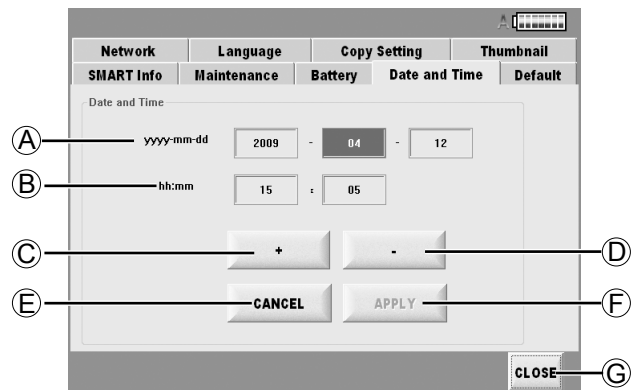 A
Network Language Copy Setting Thumbnail
SMART Info Maintenance Battery Date and Time Default
Date and Time
A yyyy-mm-dd 2009 - 04 - 12
B hh:mm 15 : 05
C + - D
E CANCEL APPLY F
CLOSE G